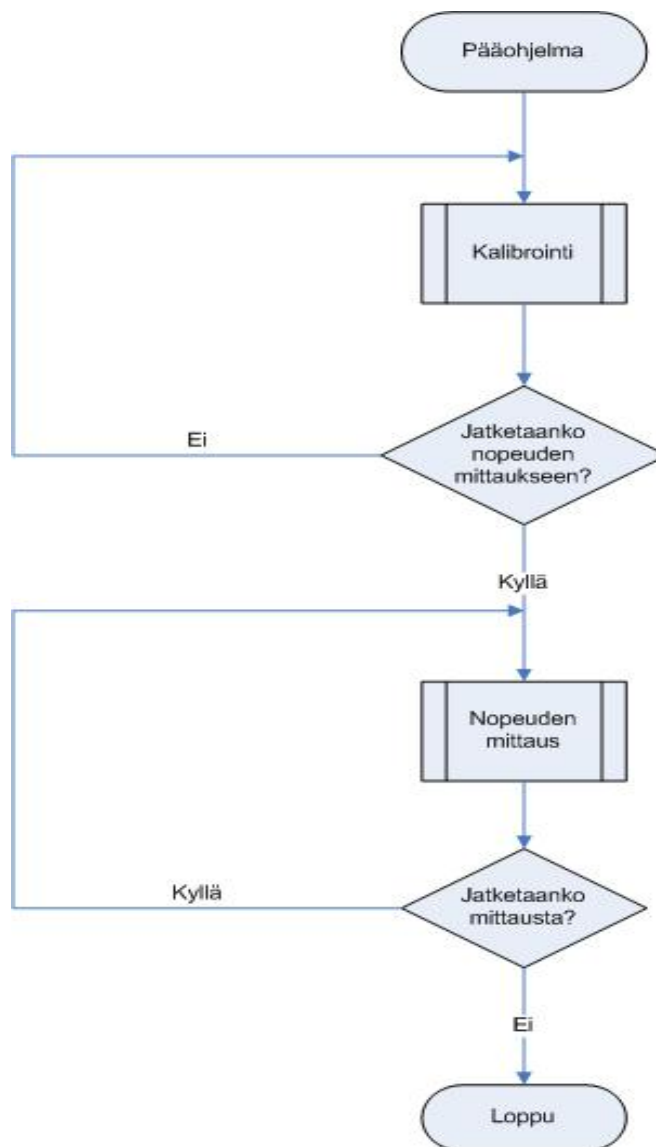 Pääohjelma
Kalibrointi
Jatketaanko
nopeuden
mittaukseen?
Ei
Kyllä
Nopeuden
mittaus
Jatketaanko
mittausta?
Kyllä
Ei
Loppu